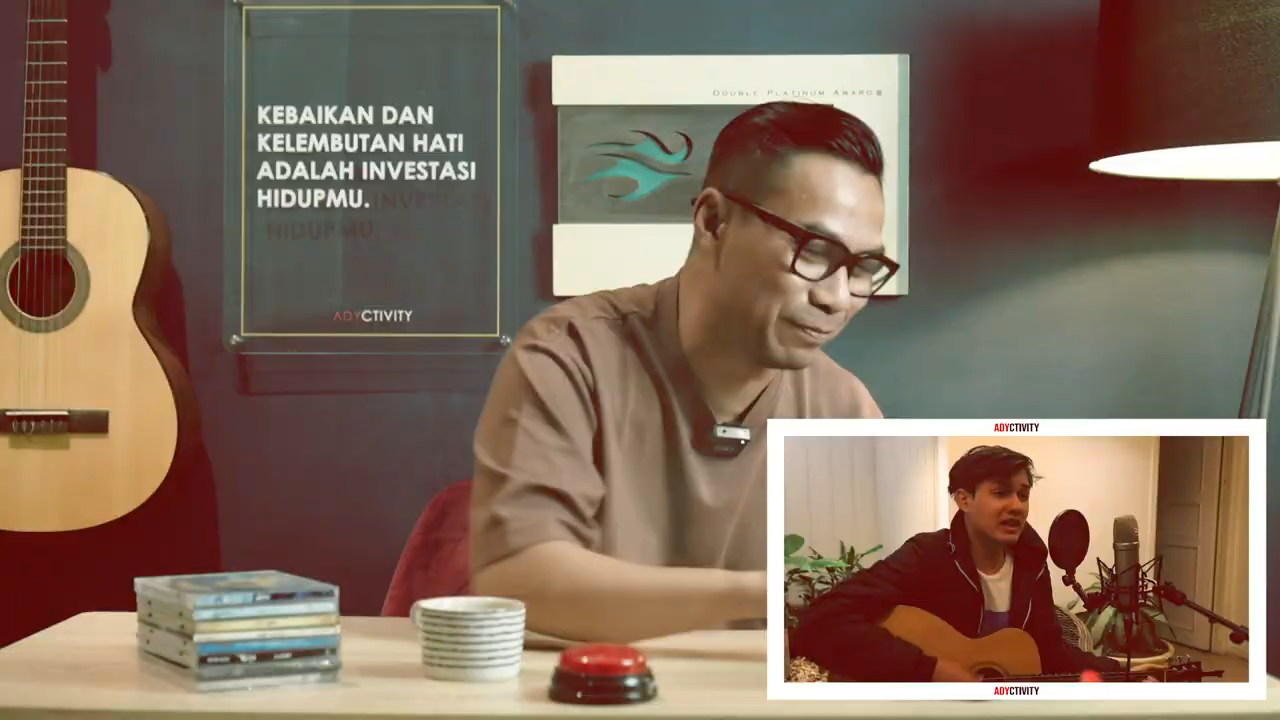 KEBAIKAN DAN
KELEMBUTAN HATI
ADALAH INVESTASI
HIDUPMU.
ADYCTIVITY
DOUBLE PLATINUM AWARD
ADYCTIVITY
ADYCTIVITY